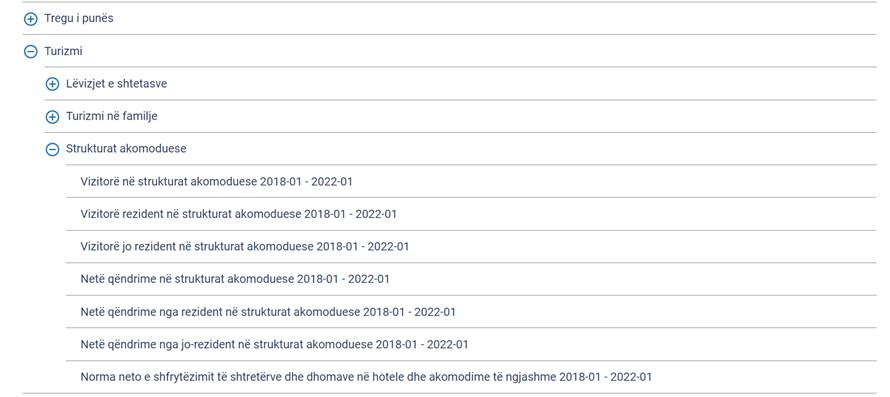 Tregu i punës
Turizmi
Lëvizjet e shtetasve
Turizmi në familje
Strukturat akomoduese
Vizitorë në strukturat akomoduese 2018-01 - 2022-01
Vizitorë rezident në strukturat akomoduese 2018-01 - 2022-01
Vizitorë jo rezident në strukturat akomoduese 2018-01 - 2022-01
Netë qëndrime në strukturat akomoduese 2018-01 - 2022-01
Netë qëndrime nga rezident në strukturat akomoduese 2018-01 - 2022-01
Netë qëndrime nga jo-rezident në strukturat akomoduese 2018-01 - 2022-01
Norma neto e shfrytëzimit të shtretërve dhe dhomave në hotele dhe akomodime të ngjashme 2018-01 - 2022-01